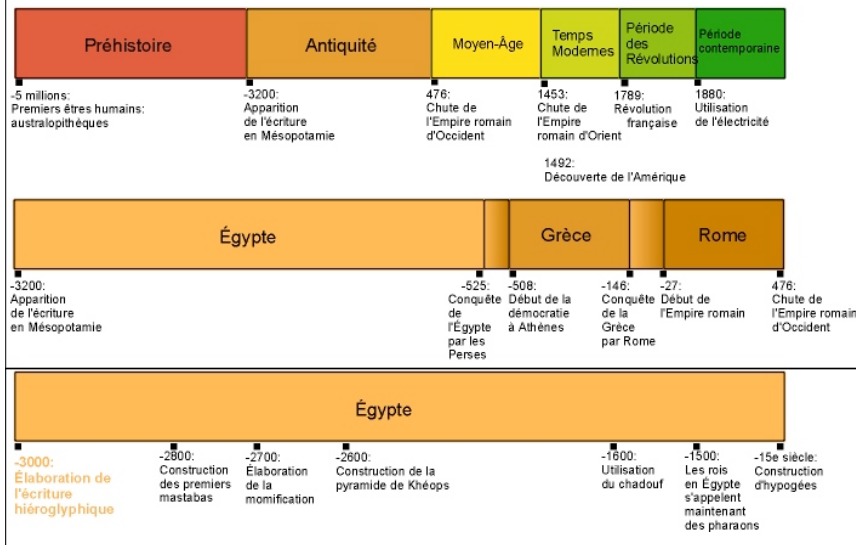 Préhistoire
Antiquité
Moyen-Âge
Temps
Modernes
Période
des
Révolutions
Période
contemporaine
-5 millions:
Premiers êtres humains:
australopithèques
-3200:
Apparition
de l'écriture
en Mésopotamie
476:
Chute de
l'Empire romain
d'Occident
1453:
Chute de
l'Empire
romain d'Orient
1492:
Découverte de l'Amérique
1789:
Révolution
française
1880:
Utilisation
de l'électricité
Égypte
Grèce
Rome
-3200:
Apparition
de l'écriture
en Mésopotamie
-525:
Conquête
de
l'Égypte
par les
Perses
-508:
Début de la
démocratie
à Athènes
-146:
Conquête
de la
Grèce
par Rome
-27:
Début de
l'Empire romain
476:
Chute de
l'Empire romain
d'Occident
Égypte
-3000:
Élaboration de
l'écriture
hiéroglyphique
-2800:
Construction
des premiers
mastabas
-2700:
Élaboration
de la
momification
-2600:
Construction de la
pyramide de Khéops
-1600:
Utilisation
du chadouf
-1500:
Les rois
en Égypte
s'appelent
maintenant
des pharaons
-15e siècle:
Construction
d'hypogées